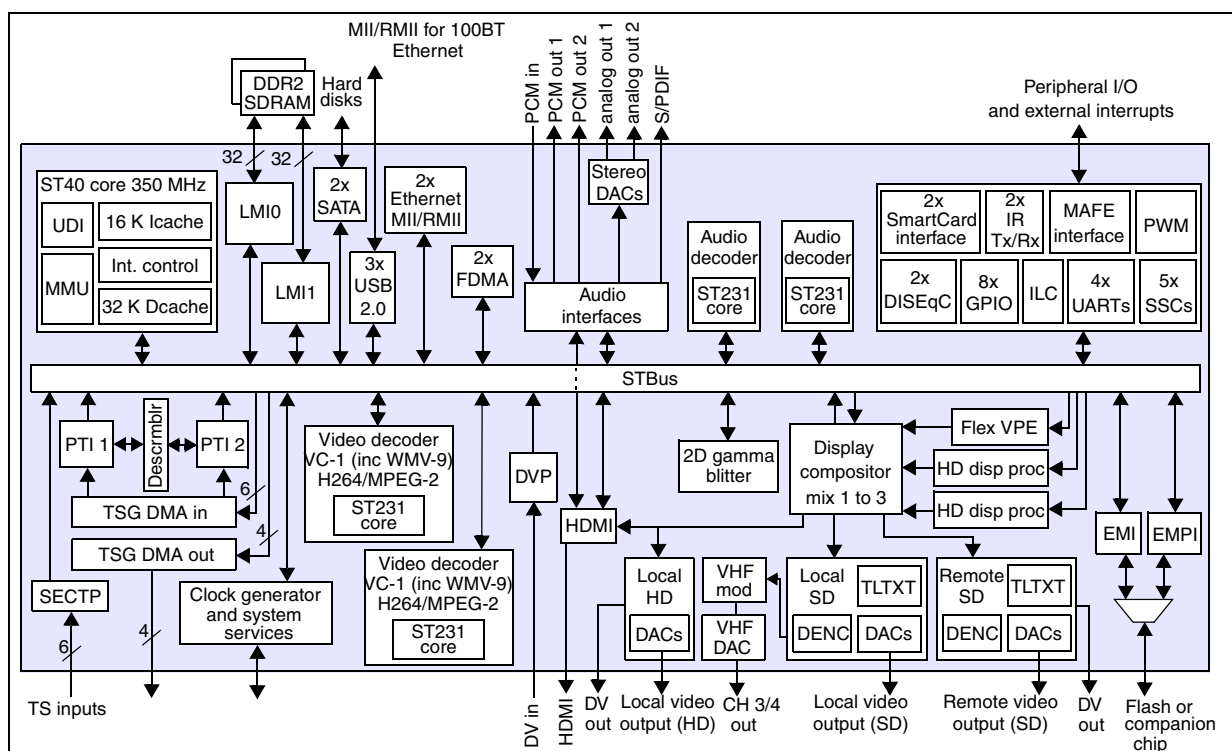 MII/RMII for 100BT
Ethernet
DDR2
SDRAM
Hard
disks
PCM in
PCM out 1
PCM out 2
analog out 1
analog out 2
S/PDIF
Peripheral I/O
and external interrupts
32
32
ST40 core 350 MHz
UDI
16 K Icache
MMU
Int. control
32 K Dcache
LMI0
LMI1
2x
SATA
3x
USB
2.0
2x
Ethernet
MII/RMII
2x
FDMA
Stereo
DACs
Audio
interfaces
Audio
decoder
ST231
core
Audio
decoder
ST231
core
2x
SmartCard
interface
2x
IR
Tx/Rx
MAFE
interface
PWM
2x
DISEqC
8x
GPIO
ILC
4x
UARTs
5x
SSCs
STBus
PTI 1
Descrmblr
PTI 2
6
TSG DMA in
4
TSG DMA out
SECTP
6
4
Clock generator
and system
services
Video decoder
VC-1 (inc WMV-9)
H264/MPEG-2
ST231
core
Video decoder
VC-1 (inc WMV-9)
H264/MPEG-2
ST231
core
DVP
HDMI
2D gamma
blitter
Display
compositor
mix 1 to 3
Flex VPE
HD disp proc
HD disp proc
EMI
EMPI
Local
HD
DACs
VHF
mod
VHF
DAC
Local
SD
TLTXT
DENC
DACs
Remote
SD
TLTXT
DENC
DACs
TS inputs
DV in
HDMI
DV
out
Local video
output (HD)
CH 3/4
out
Local video
output (SD)
Remote video
output (SD)
DV
out
Flash or
companion
chip